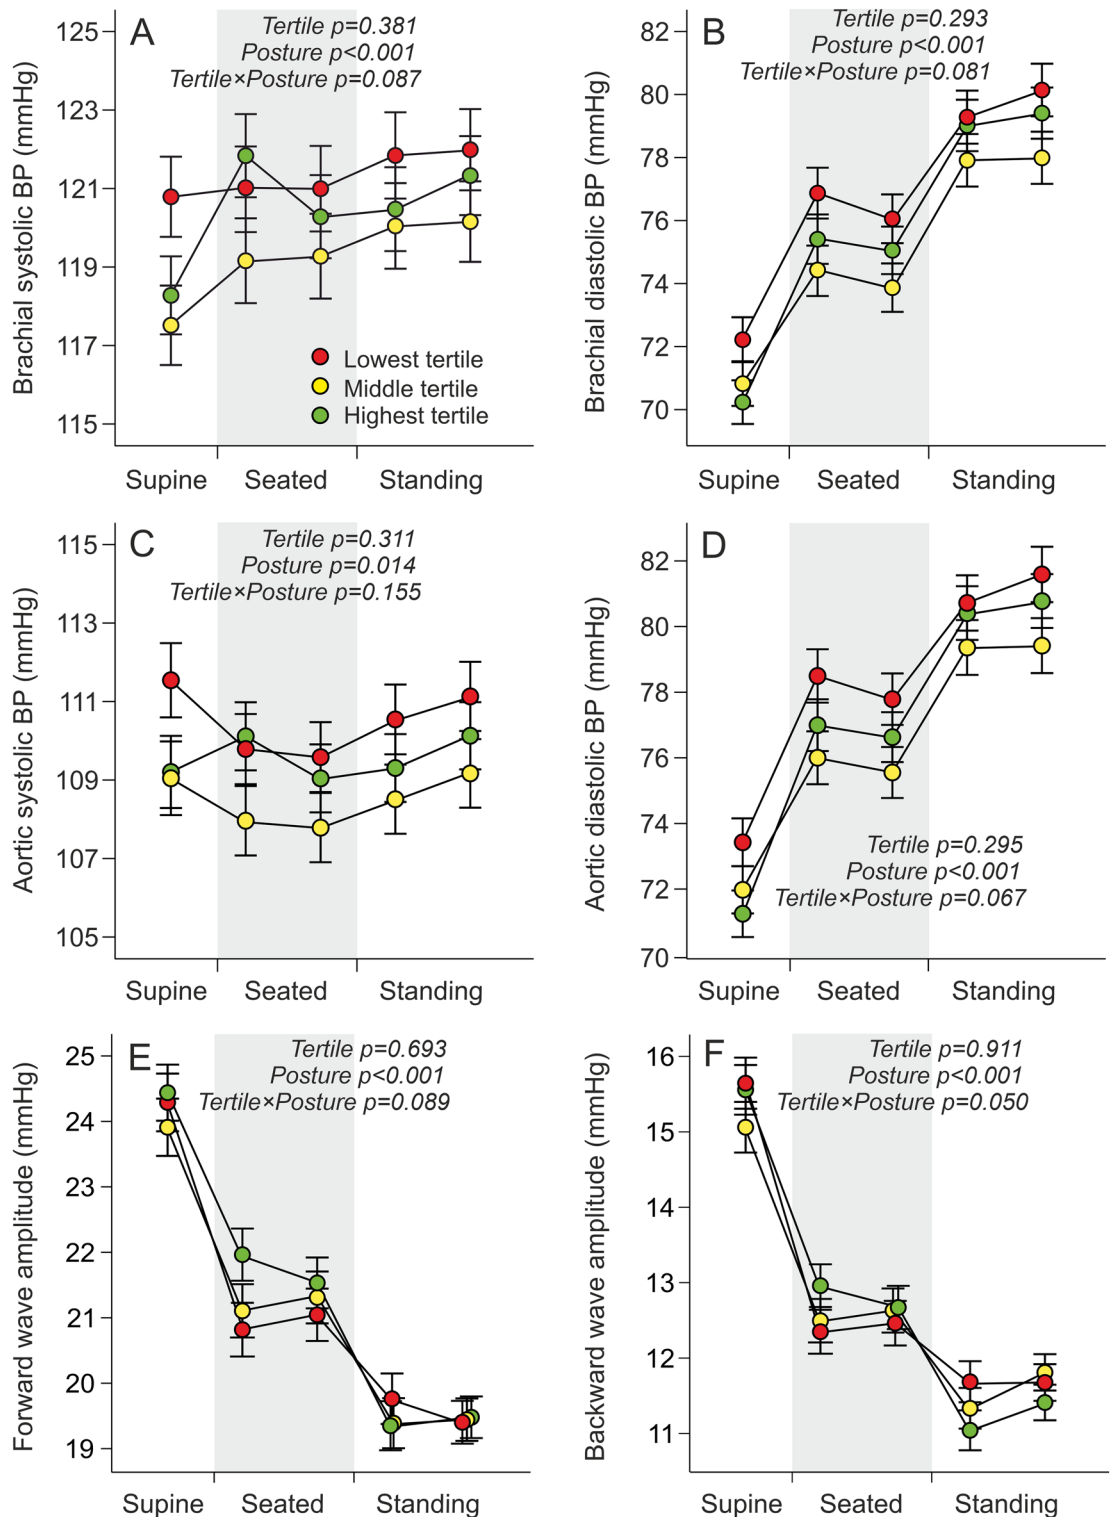 A
Tertile p=0.381
Posture p<0.001
Tertile×Posture p=0.087
Brachial systolic BP (mmHg)
125
123
121
119
117
115
Lowest tertile
Middle tertile
Highest tertile
Supine Seated Standing
B
Tertile p=0.293
Posture p<0.001
Tertile×Posture p=0.081
Brachial diastolic BP (mmHg)
82
80
78
76
74
72
70
Supine Seated Standing
C
Tertile p=0.311
Posture p=0.014
Tertile×Posture p=0.155
Aortic systolic BP (mmHg)
115
113
111
109
107
105
Supine Seated Standing
D
Aortic diastolic BP (mmHg)
82
80
78
76
74
72
70
Tertile p=0.295
Posture p<0.001
Tertile×Posture p=0.067
Supine Seated Standing
E
Tertile p=0.693
Posture p<0.001
Tertile×Posture p=0.089
Forward wave amplitude (mmHg)
25
24
23
22
21
20
19
Supine Seated Standing
F
Tertile p=0.911
Posture p<0.001
Tertile×Posture p=0.050
Backward wave amplitude (mmHg)
16
15
14
13
12
11
Supine Seated Standing